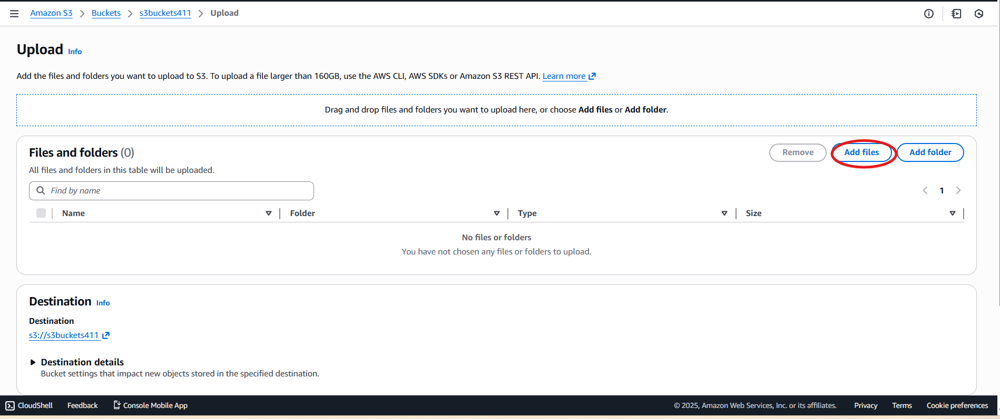 Amazon S3 > Buckets > s3buckets411 > Upload
Upload Info
Add the files and folders you want to upload to S3. To upload a file larger than 160GB, use the AWS CLI, AWS SDKs or Amazon S3 REST API. Learn more
Drag and drop files and folders you want to upload here, or choose Add files or Add folder.
Files and folders (0)
Remove
Add files
Add folder
All files and folders in this table will be uploaded.
Find by name
1
Name Folder Type Size
No files or folders
You have not chosen any files or folders to upload.
Destination Info
Destination
s3://s3buckets411
Destination details
Bucket settings that impact new objects stored in the specified destination.
CloudShell Feedback Console Mobile App © 2025, Amazon Web Services, Inc. or its affiliates. Privacy Terms Cookie preferences